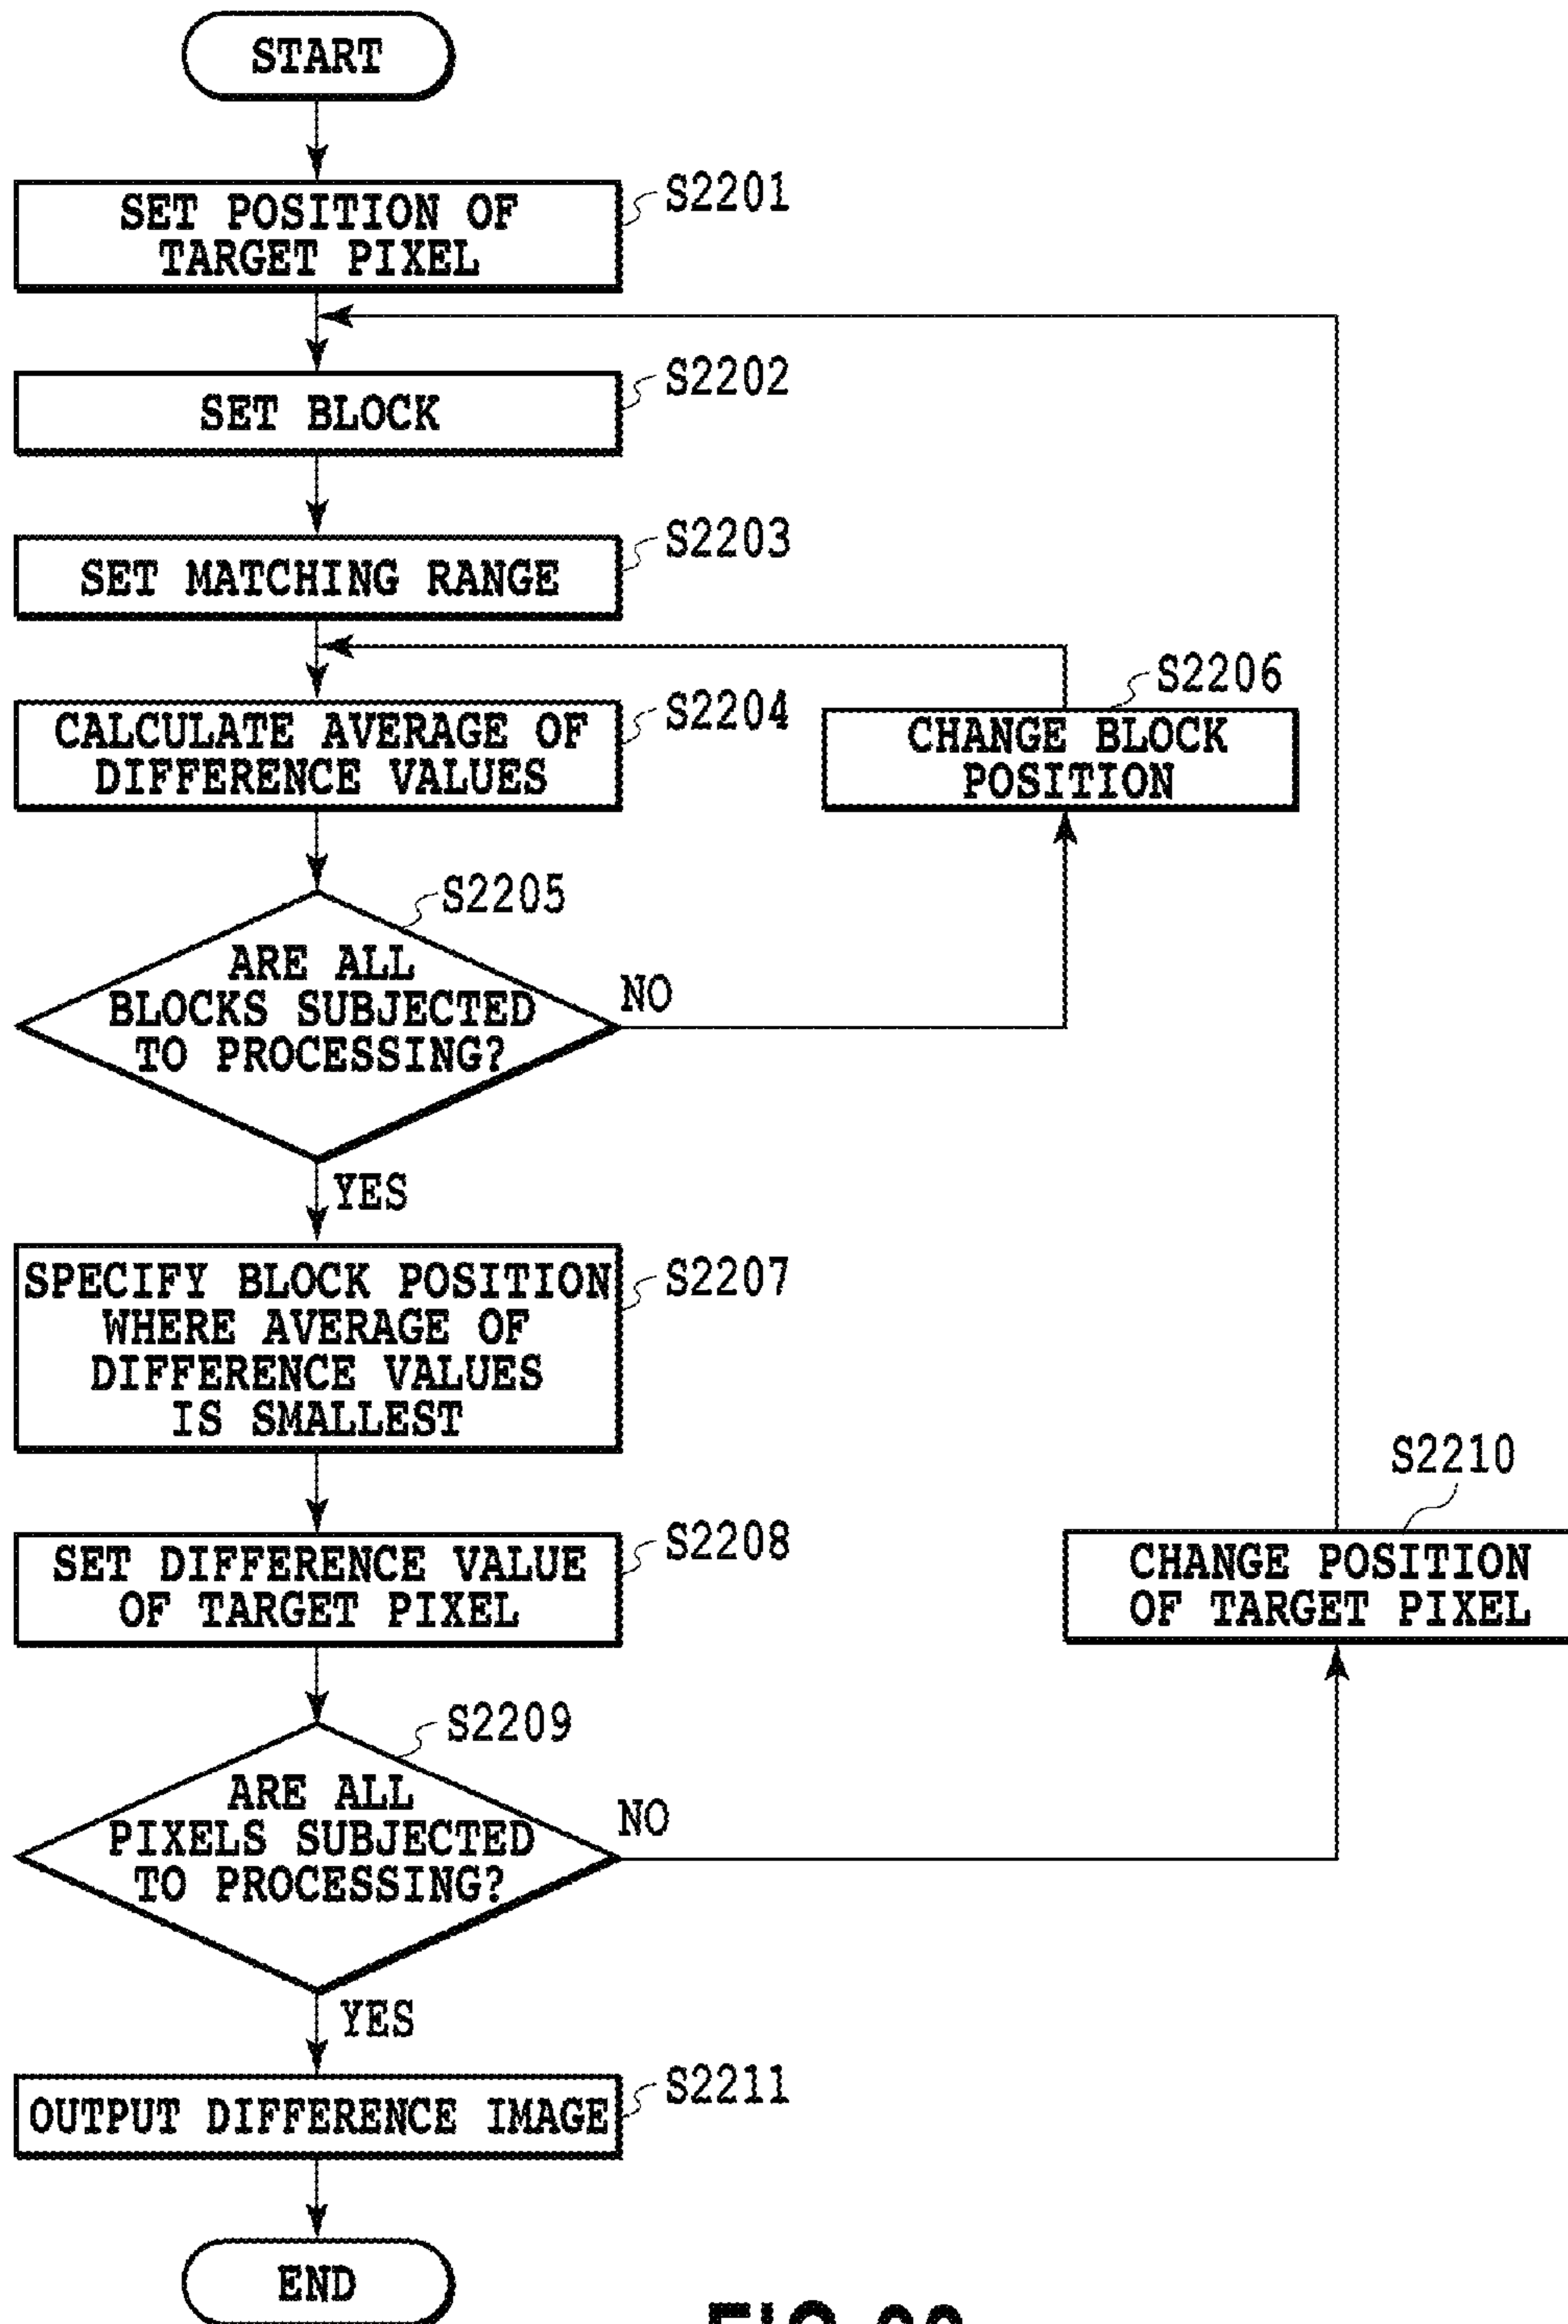 START
S2201
SET POSITION OF
TARGET PIXEL
S2202
SET BLOCK
S2203
SET MATCHING RANGE
S2204
CALCULATE AVERAGE OF
DIFFERENCE VALUES
S2206
CHANGE BLOCK
POSITION
S2205
ARE ALL
BLOCKS SUBJECTED
TO PROCESSING?
NO
YES
S2207
SPECIFY BLOCK POSITION
WHERE AVERAGE OF
DIFFERENCE VALUES
IS SMALLEST
S2208
SET DIFFERENCE VALUE
OF TARGET PIXEL
S2210
CHANGE POSITION
OF TARGET PIXEL
S2209
ARE ALL
PIXELS SUBJECTED
TO PROCESSING?
NO
YES
S2211
OUTPUT DIFFERENCE IMAGE
END